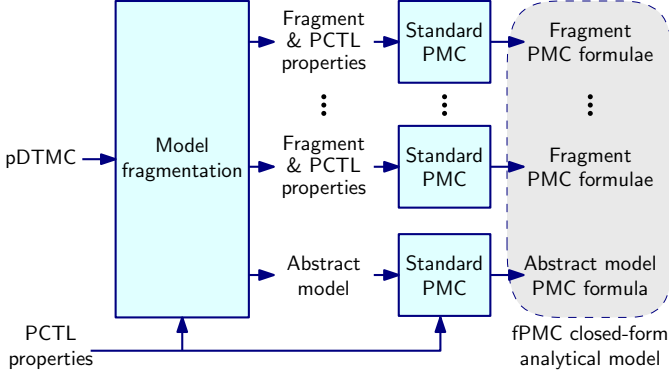 Fragment
& PCTL
properties
Standard
PMC
Fragment
PMC formulae
pDTMC
Model
fragmentation
Fragment
& PCTL
properties
Standard
PMC
Fragment
PMC formulae
Abstract
model
Standard
PMC
Abstract model
PMC formula
PCTL
properties
fPMC closed-form
analytical model